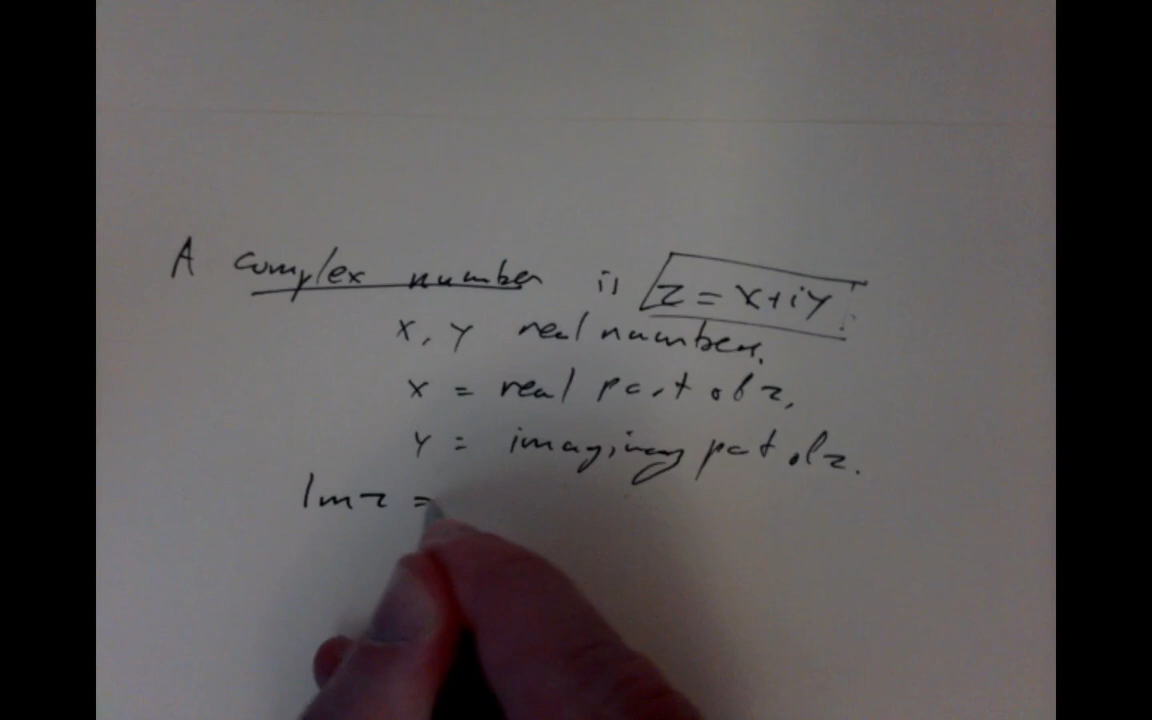 A complex number is z = x+iy
x, y real numbers.
x = real part of z,
y = imaginary part of z.
Im z =